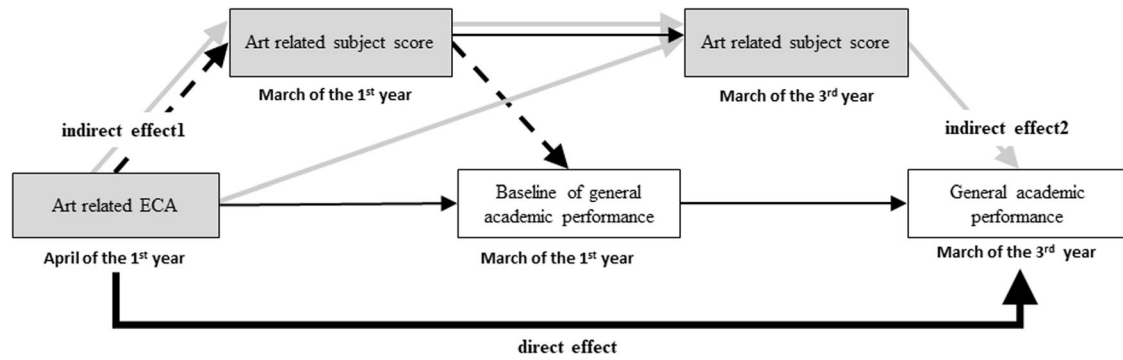 Art related subject score
Art related subject score
March of the 1st year
March of the 3rd year
indirect effect1
indirect effect2
Art related ECA
Baseline of general
academic performance
General academic
performance
April of the 1st year
March of the 1st year
March of the 3rd year
direct effect